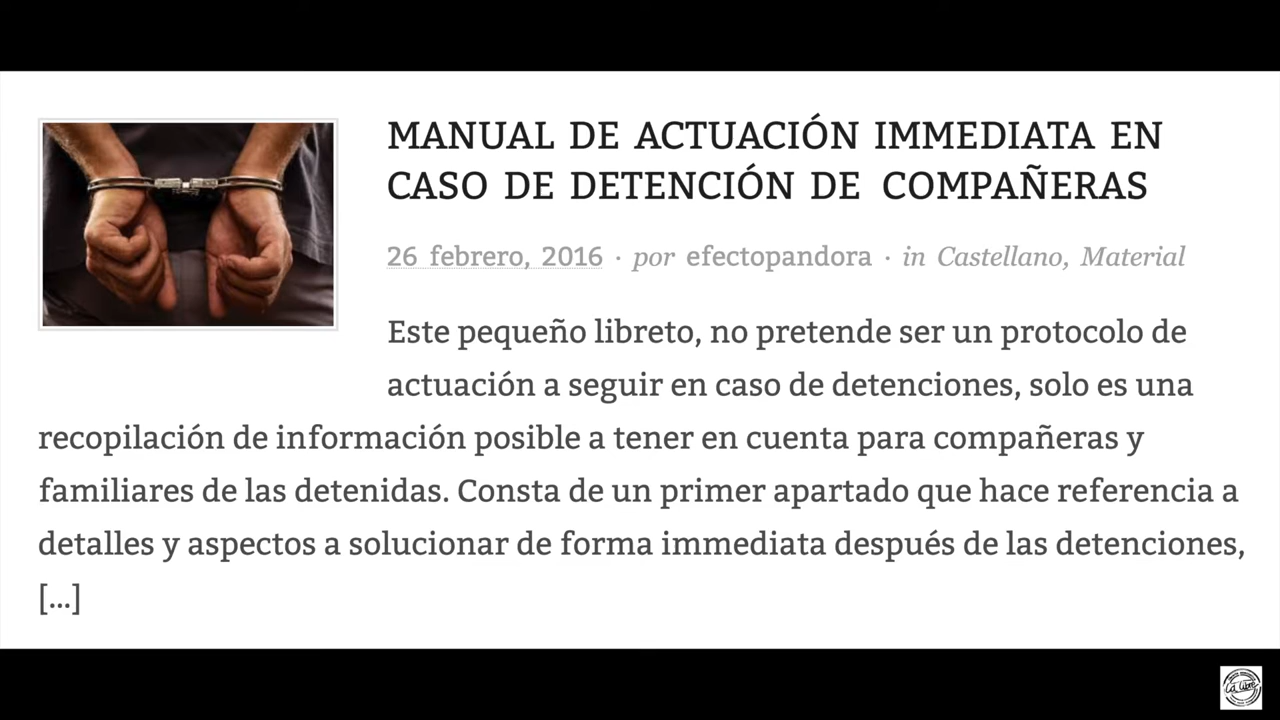 MANUAL DE ACTUACIÓN IMMEDIATA EN
CASO DE DETENCIÓN DE COMPAÑERAS
26 febrero, 2016 · por efectopandora · in Castellano, Material
Este pequeño libreto, no pretende ser un protocolo de
actuación a seguir en caso de detenciones, solo es una
recopilación de información posible a tener en cuenta para compañeras y
familiares de las detenidas. Consta de un primer apartado que hace referencia a
detalles y aspectos a solucionar de forma immediata después de las detenciones,
[...]